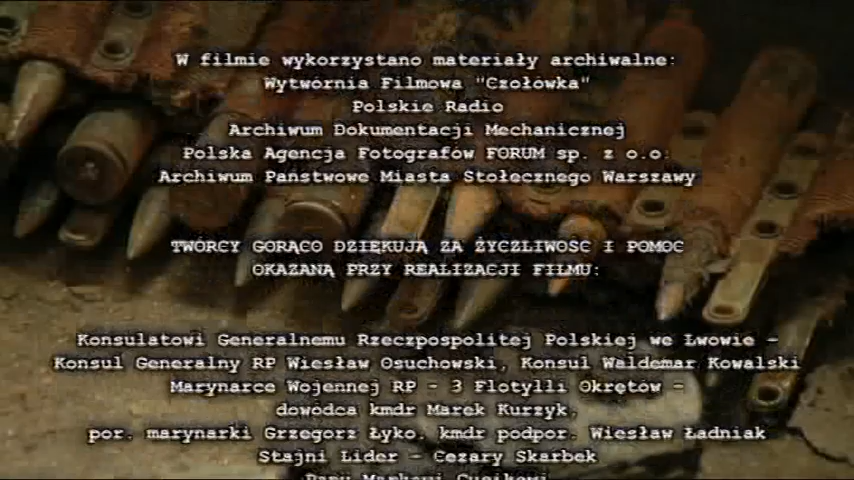 W filmie wykorzystano materiały archiwalne:
Wytwórnia Filmowa "Czołówka"
Polskie Radio
Archiwum Dokumentacji Mechanicznej
Polska Agencja Fotografów FORUM sp. z o.o.
Archiwum Państwowe Miasta Stołecznego Warszawy
TWÓRCY GORĄCO DZIĘKUJĄ ZA ŻYCZLIWOŚĆ I POMOC
OKAZANĄ PRZY REALIZACJI FILMU:
Konsulatowi Generalnemu Rzeczpospolitej Polskiej we Lwowie -
Konsul Generalny RP Wiesław Osuchowski, Konsul Waldemar Kowalski
Marynarce Wojennej RP - 3 Flotylli Okrętów -
dowódca kmdr Marek Kurzyk,
por. marynarki Grzegorz Łyko, kmdr podpor. Wiesław Ładniak
Stajni Lider - Cezary Skarbek
Panu Markowi